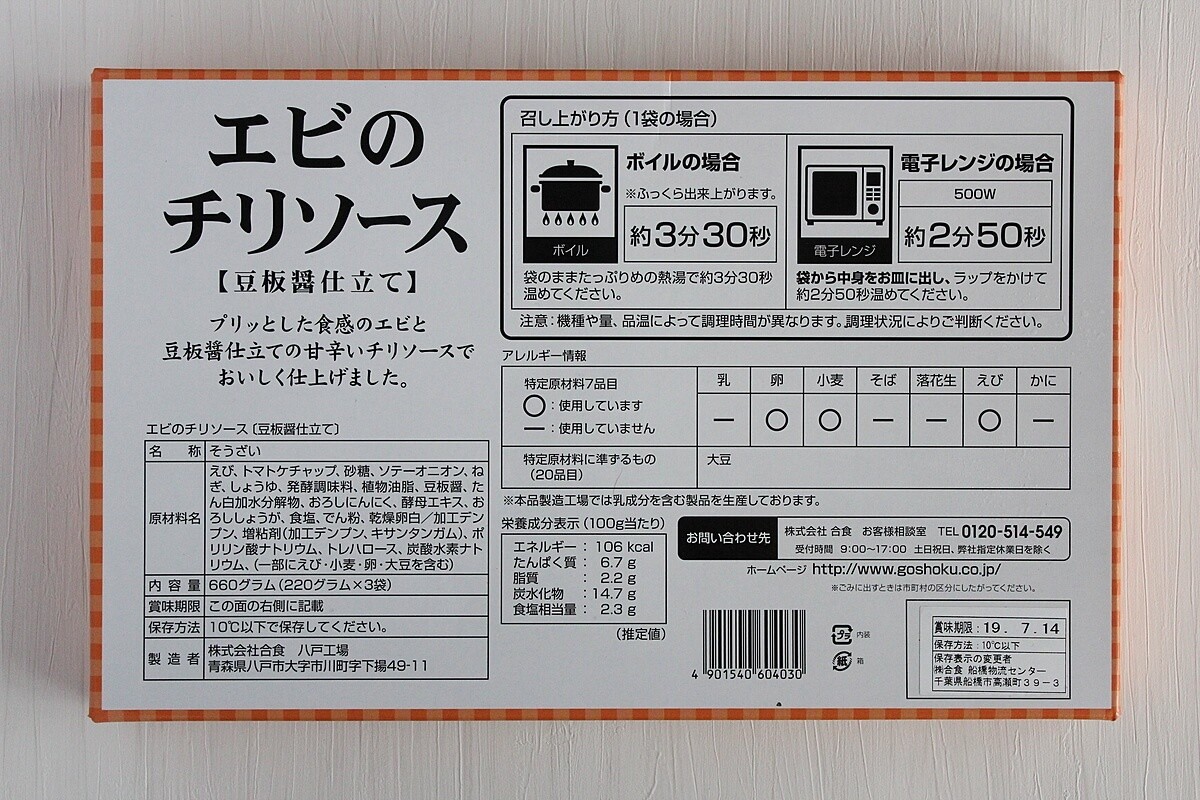 エビの
チリソース
【豆板醤仕立て】
プリッとした食感のエビと
豆板醤仕立ての甘辛いチリソースで
おいしく仕上げました。
エビのチリソース〔豆板醤仕立て〕
名 称 そうざい
原材料名 えび、トマトケチャップ、砂糖、ソテーオニオン、ね
ぎ、しょうゆ、発酵調味料、植物油脂、豆板醤、た
ん白加水分解物、おろしにんにく、酵母エキス、お
ろししょうが、食塩、でん粉、乾燥卵白／加工デン
プン、増粘剤(加工デンプン、キサンタンガム)、ポ
リリン酸ナトリウム、トレハロース、炭酸水素ナト
リウム、(一部にえび・小麦・卵・大豆を含む)
内容量 660グラム(220グラム×3袋)
賞味期限 この面の右側に記載
保存方法 10℃以下で保存してください。
製造者 株式会社合食 八戸工場
青森県八戸市大字市川町字下揚49-11
召し上がり方（1袋の場合）
ボイル
ボイルの場合
※ふっくら出来上がります。
約3分30秒
袋のままたっぷりめの熱湯で約3分30秒
温めてください。
電子レンジ
電子レンジの場合
500W
約2分50秒
袋から中身をお皿に出し、ラップをかけて
約2分50秒温めてください。
注意：機種や量、品温によって調理時間が異なります。調理状況によりご判断ください。
アレルギー情報
特定原材料7品目
○：使用しています
―：使用していません
乳 卵 小麦 そば 落花生 えび かに
― ○ ○ ― ― ○ ―
特定原材料に準ずるもの
（20品目）
大豆
※本品製造工場では乳成分を含む製品を生産しております。
栄養成分表示（100g当たり）
エネルギー：106 kcal
たんぱく質：6.7 g
脂質：2.2 g
炭水化物：14.7 g
食塩相当量：2.3 g
（推定値）
お問い合わせ先
株式会社 合食 お客様相談室 TEL 0120-514-549
受付時間 9:00〜17:00 土日祝日、弊社指定休業日を除く
ホームページ http://www.goshoku.co.jp/
※ごみに出すときは市町村の区分にしたがってください。
4 901540 604030
プラ 内装
紙 箱
賞味期限：19. 7.14
保存方法：10℃以下
保存表示の変更者
㈱合食 船橋物流センター
千葉県船橋市高瀬町39-3